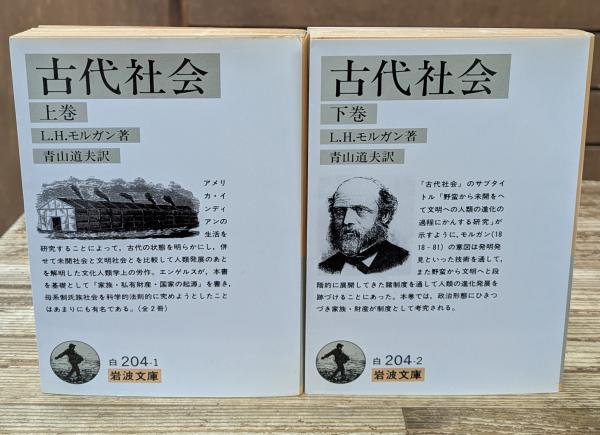 古代社会
上巻
L.H.モルガン著
青山道夫訳
アメリ
カ・イ
ンディ
アンの
生活を
研究することによって，古代の状態を明らかにし，併
せて未開社会と文明社会とを比較して人類発展のあと
を解明した文化人類学上の労作。エンゲルスが，本書
を基礎として「家族・私有財産・国家の起源」を書き，
母系制氏族社会を科学的法則的に究めようとしたこと
はあまりにも有名である。（全2冊）
白 204-1
岩波文庫
古代社会
下巻
L.H.モルガン著
青山道夫訳
「古代社会」のサブタイ
トル「野蛮から未開をへ
て文明への人類の進化の
過程にかんする研究」が
示すように，モルガン(18
18-81) の意図は発明発
見といった技術を通して，
また野蛮から文明へと段
階的に展開してきた諸制度を通して人類の進化発展を
跡づけることにあった。本巻では，政治形態にひきつ
づき家族・財産が制度として考究される。
白 204-2
岩波文庫